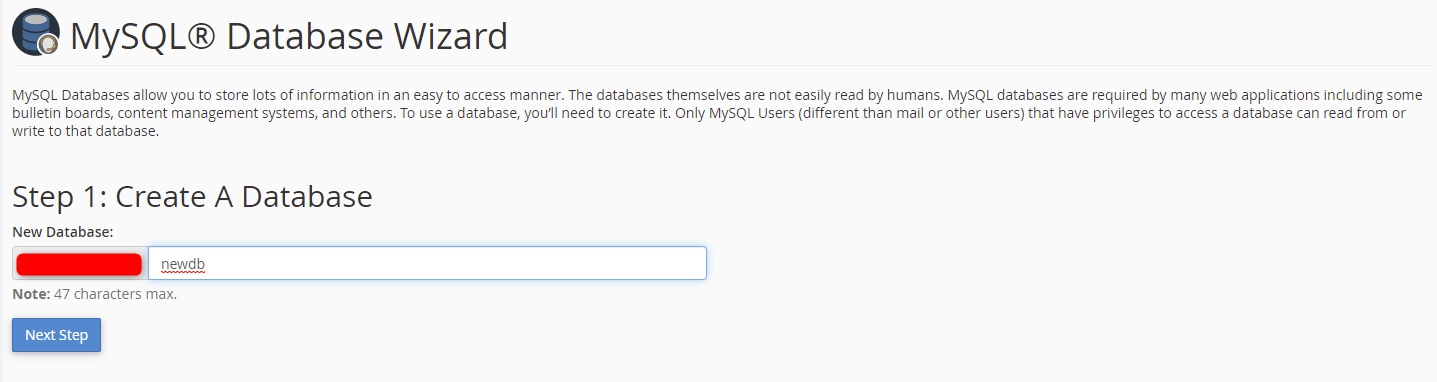 MySQL® Database Wizard
MySQL Databases allow you to store lots of information in an easy to access manner. The databases themselves are not easily read by humans. MySQL databases are required by many web applications including some
bulletin boards, content management systems, and others. To use a database, you’ll need to create it. Only MySQL Users (different than mail or other users) that have privileges to access a database can read from or
write to that database.
Step 1: Create A Database
New Database:
newdb
Note: 47 characters max.
Next Step